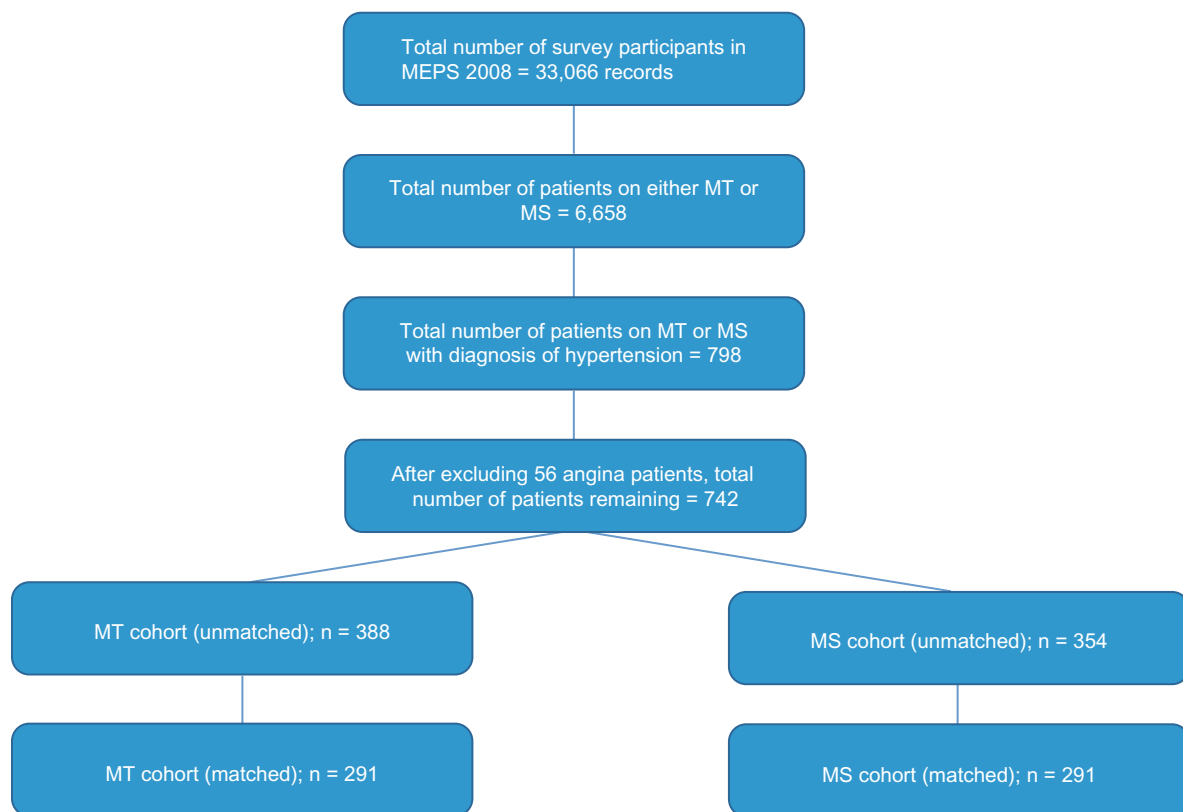 Total number of survey participants in
MEPS 2008 = 33,066 records
Total number of patients on either MT or
MS = 6,658
Total number of patients on MT or MS
with diagnosis of hypertension = 798
After excluding 56 angina patients, total
number of patients remaining = 742
MT cohort (unmatched); n = 388
MS cohort (unmatched); n = 354
MT cohort (matched); n = 291
MS cohort (matched); n = 291